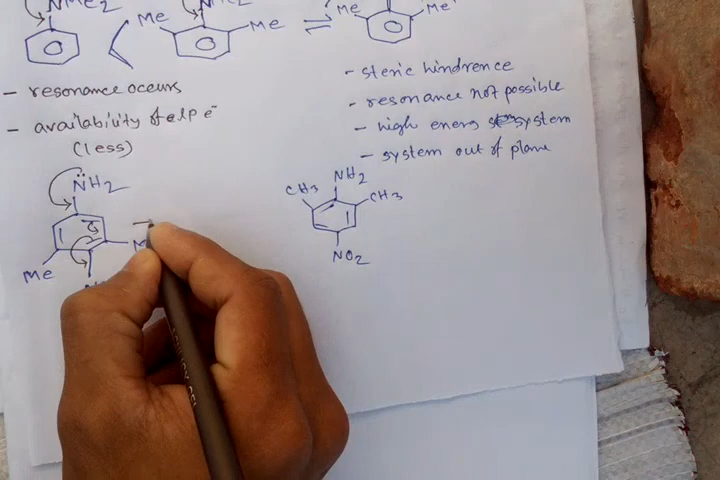 NMe2
Me
Me
Me
Me
- resonance occurs
- availability of e lp e-
(less)
- steric hindrence
- resonance not possible
- high energ system
- system out of plane
NH2
Me
CH3
NH2
CH3
NO2